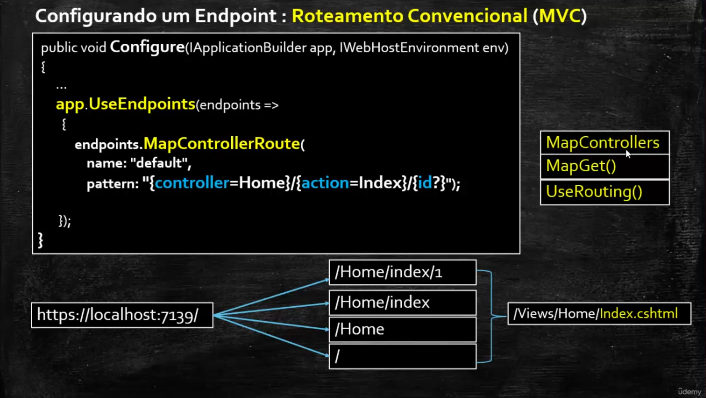 Configurando um Endpoint : Roteamento Convencional (MVC)
public void Configure(IApplicationBuilder app, IWebHostEnvironment env)
{
...
app.UseEndpoints(endpoints =>
{
endpoints.MapControllerRoute(
name: "default",
pattern: "{controller=Home}/{action=Index}/{id?}");
});
}
MapControllers
MapGet()
UseRouting()
https://localhost:7139/
/Home/index/1
/Home/index
/Home
/
/Views/Home/Index.cshtml
udemy